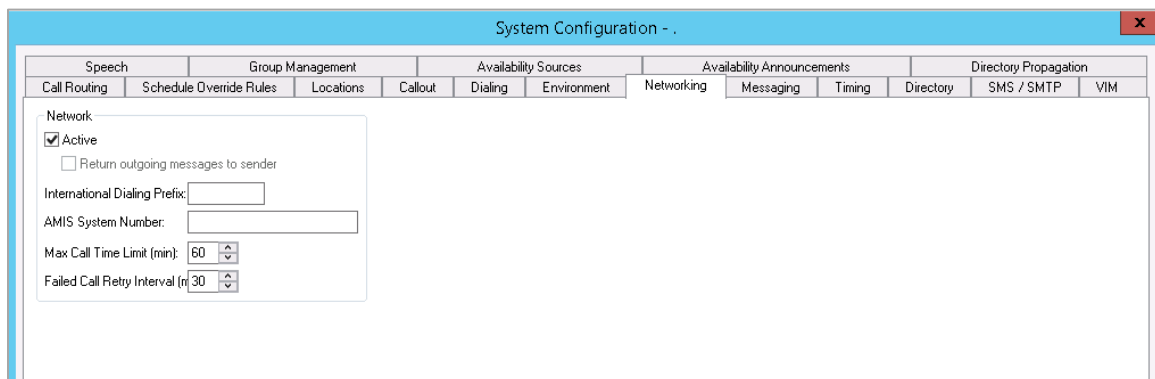 System Configuration - .
x
Speech Group Management Availability Sources Availability Announcements Directory Propagation
Call Routing Schedule Override Rules Locations Callout Dialing Environment Networking Messaging Timing Directory SMS / SMTP VIM
Network
Active
Return outgoing messages to sender
International Dialing Prefix:
AMIS System Number:
Max Call Time Limit (min): 60
Failed Call Retry Interval (m 30